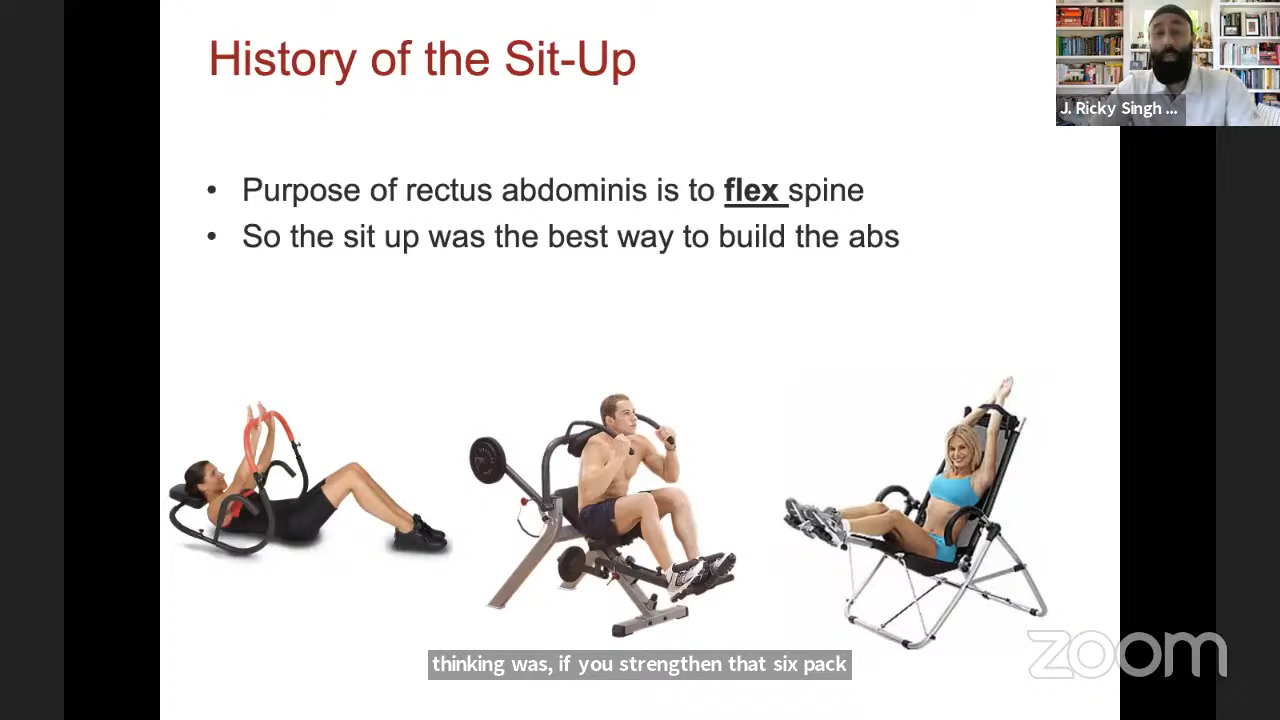 History of the Sit-Up
J. Ricky Singh ...
• Purpose of rectus abdominis is to flex spine
• So the sit up was the best way to build the abs
thinking was, if you strengthen that six pack
zoom